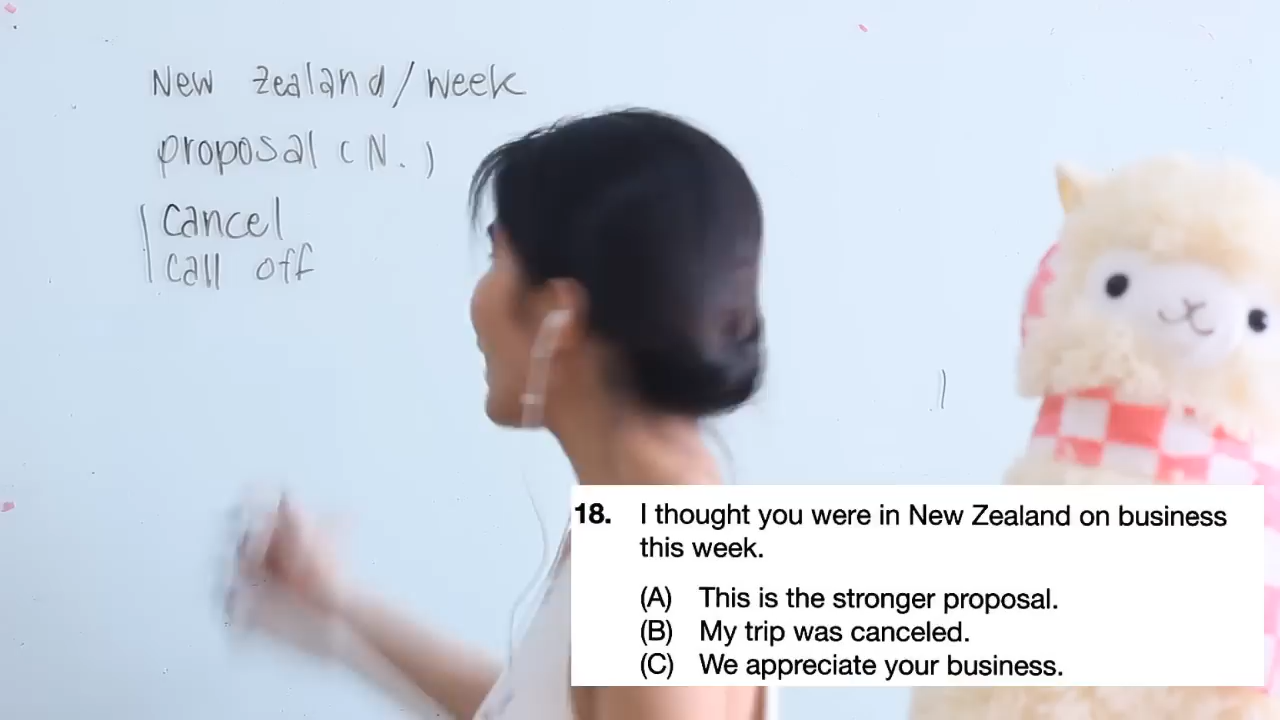 New Zealand/week
proposal (N.)
cancel
call off
18. I thought you were in New Zealand on business
this week.
(A) This is the stronger proposal.
(B) My trip was canceled.
(C) We appreciate your business.